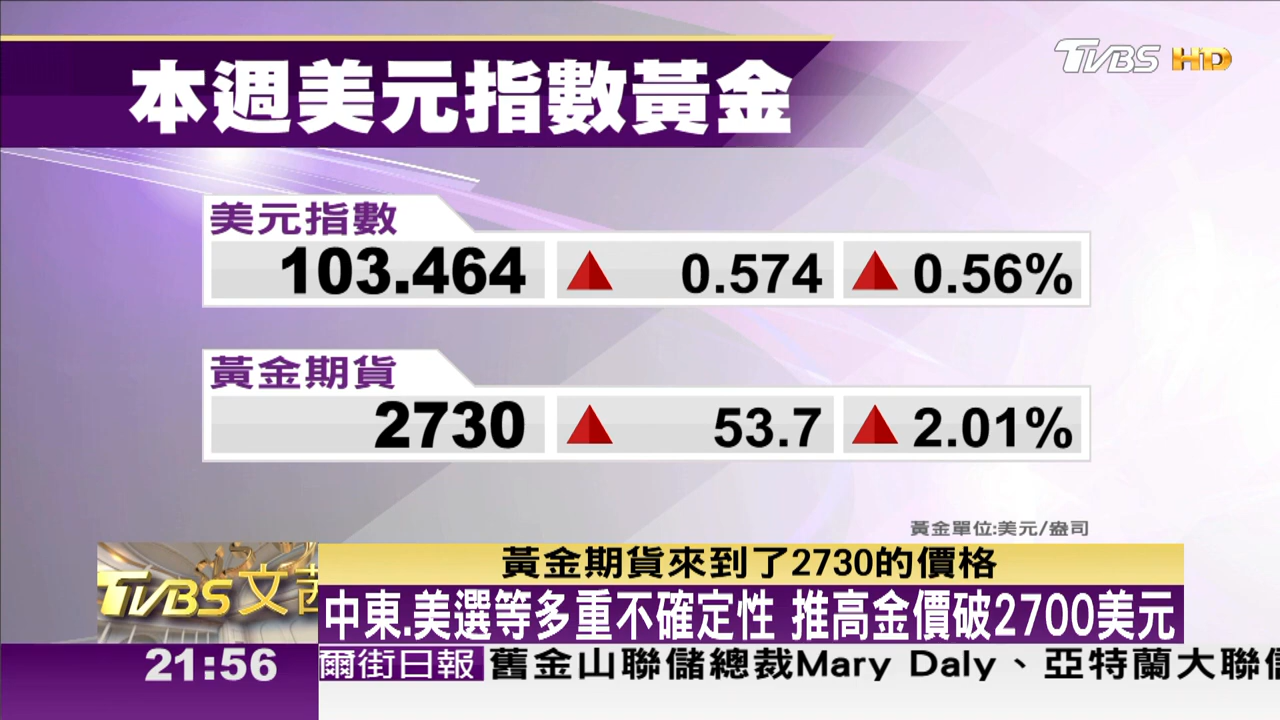 本週美元指數黃金
TVBS HD
美元指數
103.464 ▲ 0.574 ▲ 0.56%
黃金期貨
2730 ▲ 53.7 ▲ 2.01%
黃金單位:美元/盎司
黃金期貨來到了2730的價格
TVBS 文茜
中東.美選等多重不確定性 推高金價破2700美元
21:56
爾街日報 舊金山聯儲總裁Mary Daly、亞特蘭大聯儲